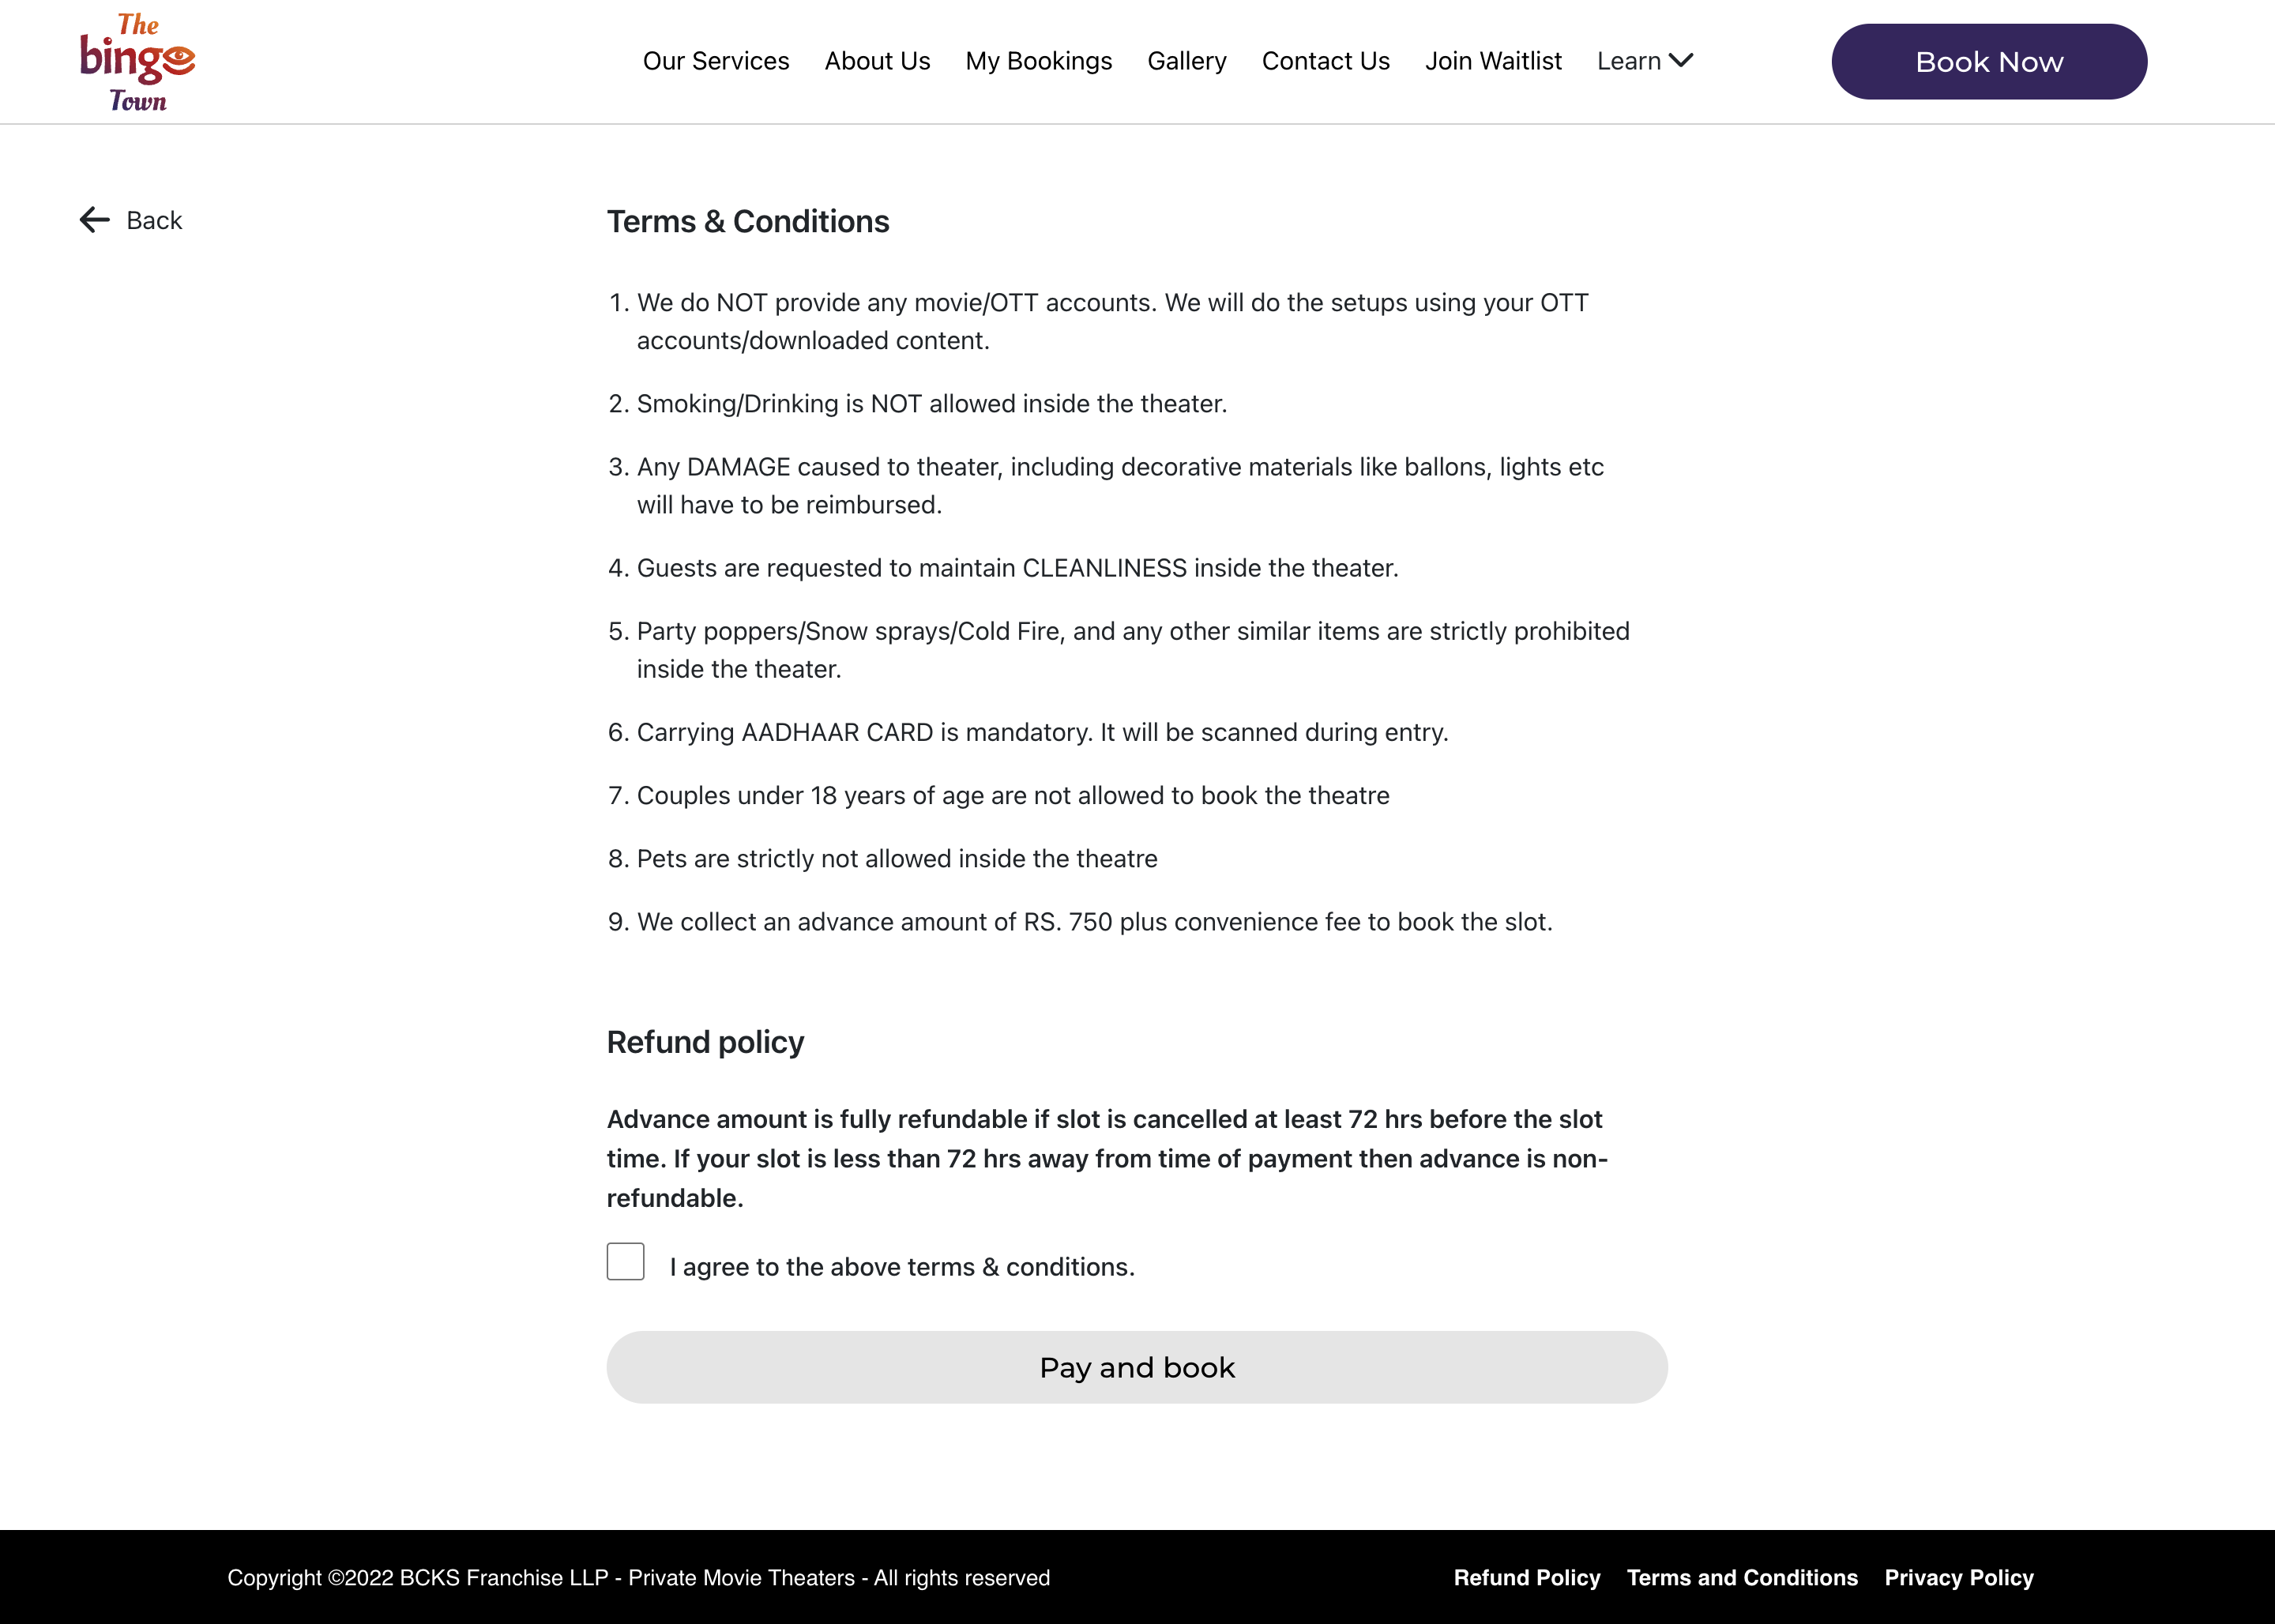 The
bingo
Town
Our Services About Us My Bookings Gallery Contact Us Join Waitlist Learn
Book Now
Back
Terms & Conditions
1. We do NOT provide any movie/OTT accounts. We will do the setups using your OTT
accounts/downloaded content.
2. Smoking/Drinking is NOT allowed inside the theater.
3. Any DAMAGE caused to theater, including decorative materials like ballons, lights etc
will have to be reimbursed.
4. Guests are requested to maintain CLEANLINESS inside the theater.
5. Party poppers/Snow sprays/Cold Fire, and any other similar items are strictly prohibited
inside the theater.
6. Carrying AADHAAR CARD is mandatory. It will be scanned during entry.
7. Couples under 18 years of age are not allowed to book the theatre
8. Pets are strictly not allowed inside the theatre
9. We collect an advance amount of RS. 750 plus convenience fee to book the slot.
Refund policy
Advance amount is fully refundable if slot is cancelled at least 72 hrs before the slot
time. If your slot is less than 72 hrs away from time of payment then advance is non-
refundable.
I agree to the above terms & conditions.
Pay and book
Copyright ©2022 BCKS Franchise LLP - Private Movie Theaters - All rights reserved
Refund Policy Terms and Conditions Privacy Policy